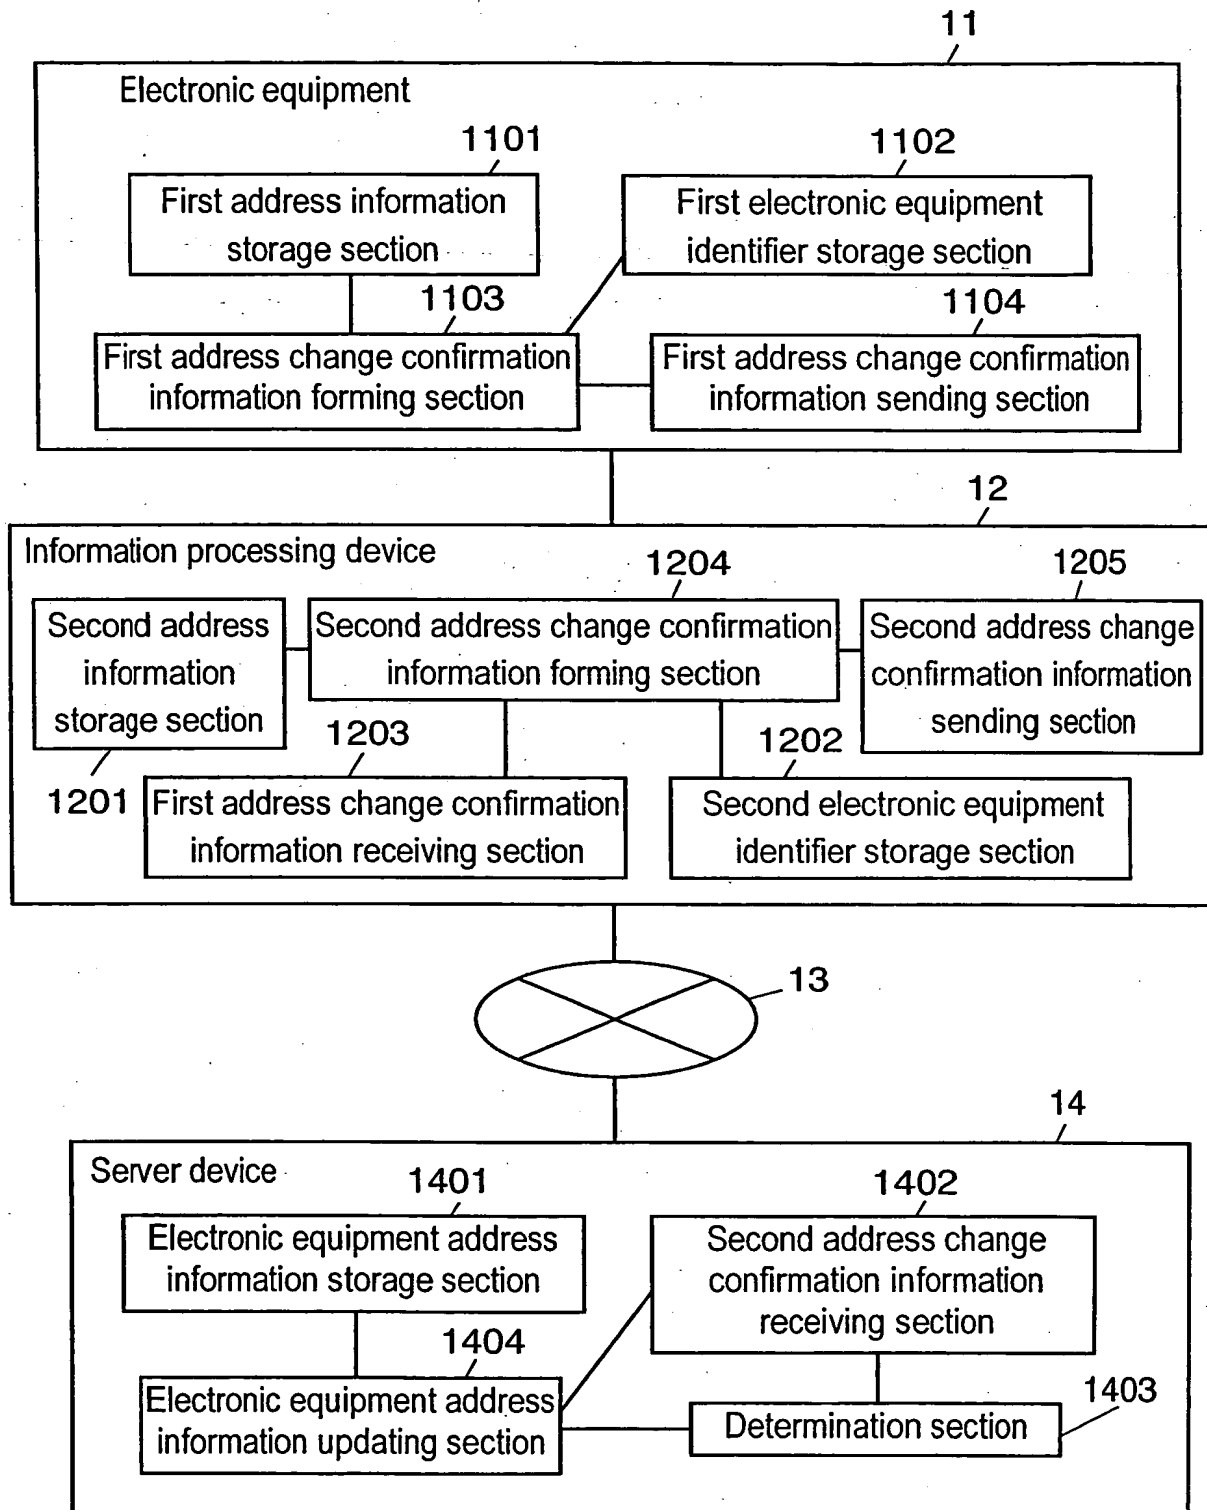 11
Electronic equipment
1101
1102
First address information
storage section
First electronic equipment
identifier storage section
1103
1104
First address change confirmation
information forming section
First address change confirmation
information sending section
12
Information processing device
1204
1205
Second address
information
storage section
Second address change confirmation
information forming section
Second address change
confirmation information
sending section
1203
1202
1201
First address change confirmation
information receiving section
Second electronic equipment
identifier storage section
13
14
Server device
1401
1402
Electronic equipment address
information storage section
Second address change
confirmation information
receiving section
1404
1403
Electronic equipment address
information updating section
Determination section